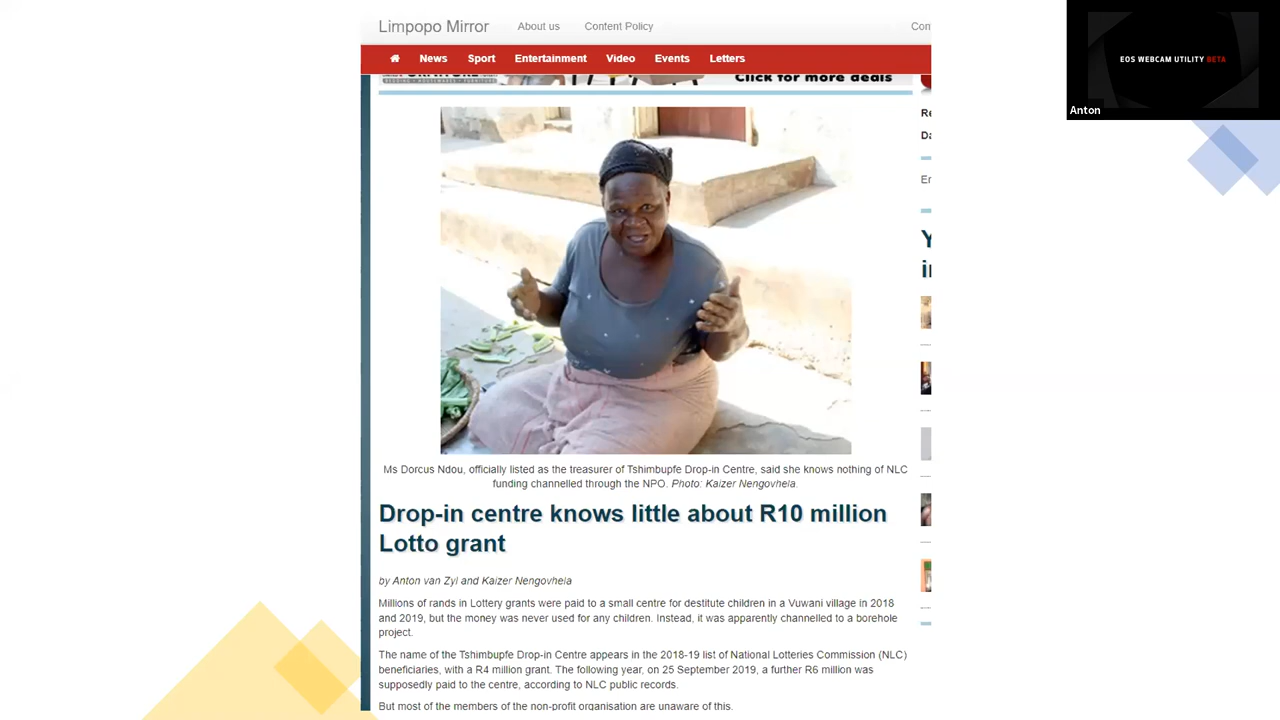 Limpopo Mirror About us Content Policy
EOS WEBCAM UTILITY BETA
Anton
News Sport Entertainment Video Events Letters
Click for more deals
Ms Dorcus Ndou, officially listed as the treasurer of Tshimbupfe Drop-in Centre, said she knows nothing of NLC
funding channelled through the NPO. Photo: Kaizer Nengovhela.
Drop-in centre knows little about R10 million
Lotto grant
by Anton van Zyl and Kaizer Nengovhela
Millions of rands in Lottery grants were paid to a small centre for destitute children in a Vuwani village in 2018
and 2019, but the money was never used for any children. Instead, it was apparently channelled to a borehole
project.
The name of the Tshimbupfe Drop-in Centre appears in the 2018-19 list of National Lotteries Commission (NLC)
beneficiaries, with a R4 million grant. The following year, on 25 September 2019, a further R6 million was
supposedly paid to the centre, according to NLC public records.
But most of the members of the non-profit organisation are unaware of this.